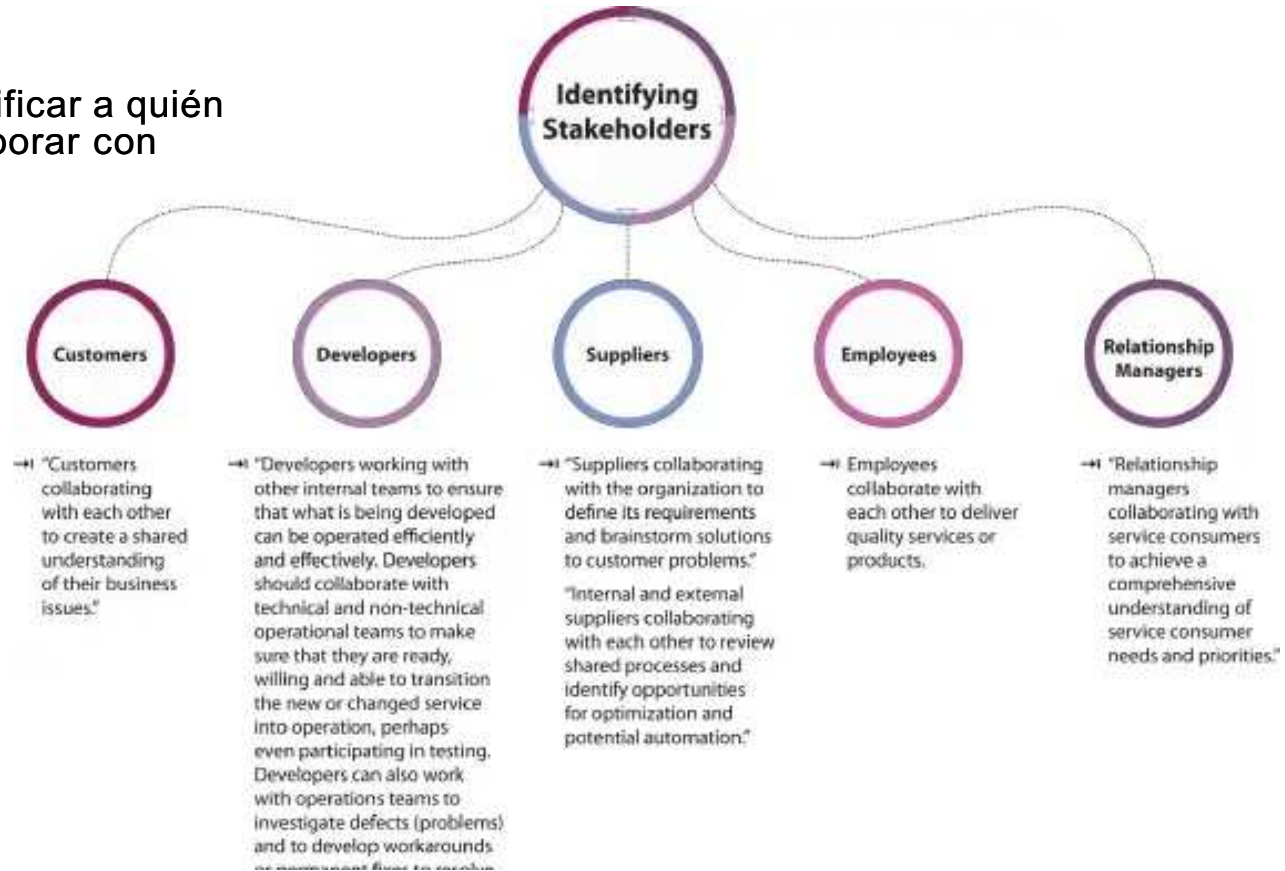 ificar a quién
orar con
Identifying
Stakeholders
Customers
"Customers
collaborating
with each other
to create a shared
understanding
of their business
issues."
Developers
"Developers working with
other internal teams to ensure
that what is being developed
can be operated efficiently
and effectively. Developers
should collaborate with
technical and non-technical
operational teams to make
sure that they are ready,
willing and able to transition
the new or changed service
into operation, perhaps
even participating in testing.
Developers can also work
with operations teams to
investigate defects (problems)
and to develop workarounds
or permanent fixes to resolve
Suppliers
"Suppliers collaborating
with the organization to
define its requirements
and brainstorm solutions
to customer problems."
"Internal and external
suppliers collaborating
with each other to review
shared processes and
identify opportunities
for optimization and
potential automation."
Employees
Employees
collaborate with
each other to deliver
quality services or
products.
Relationship
Managers
"Relationship
managers
collaborating with
service consumers
to achieve a
comprehensive
understanding of
service consumer
needs and priorities."